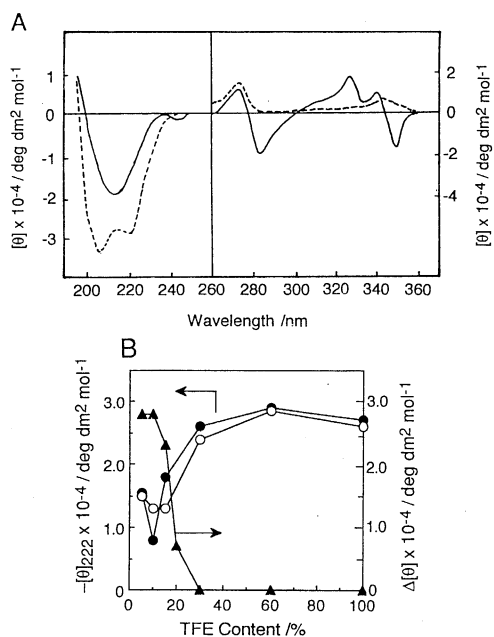 A
[θ] x 10-4 / deg dm2 mol-1
1
0
-1
-2
-3
2
0
-2
-4
[θ] x 10-4 / deg dm2 mol-1
200 220 240 260 280 300 320 340 360
Wavelength /nm
B
–[θ]222 x 10-4 / deg dm2 mol-1
3.0
2.0
1.0
0
3.0
2.0
1.0
0
Δ[θ] x 10-4 / deg dm2 mol-1
0 20 40 60 80 100
TFE Content /%